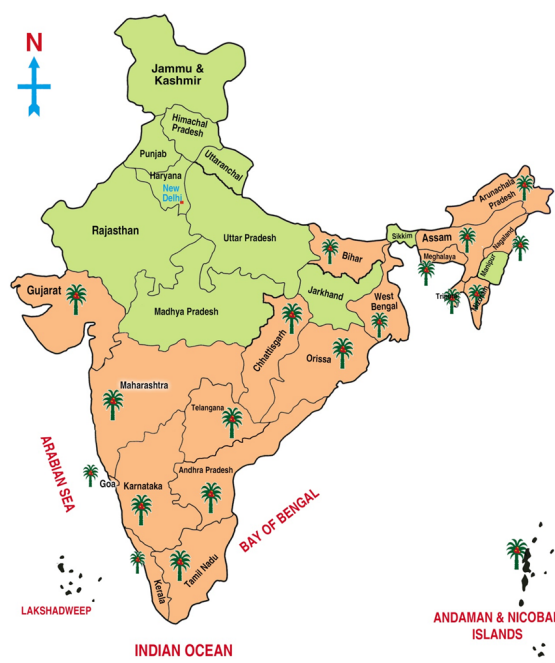 N
Jammu &
Kashmir
Himachal
Pradesh
Punjab
Uttaranchal
Haryana
New
Delhi
Rajasthan
Uttar Pradesh
Arunachala
Pradesh
Sikkim
Assam
Nagaland
Meghalaya
Manipur
Bihar
Gujarat
Madhya Pradesh
Jarkhand
West
Bengal
Chhattisgarh
Orissa
Maharashtra
Telangana
ARABIAN SEA
Goa
Karnataka
Andhra Pradesh
BAY OF BENGAL
Kerala
Tamil Nadu
LAKSHADWEEP
ANDAMAN & NICOBA
ISLANDS
INDIAN OCEAN